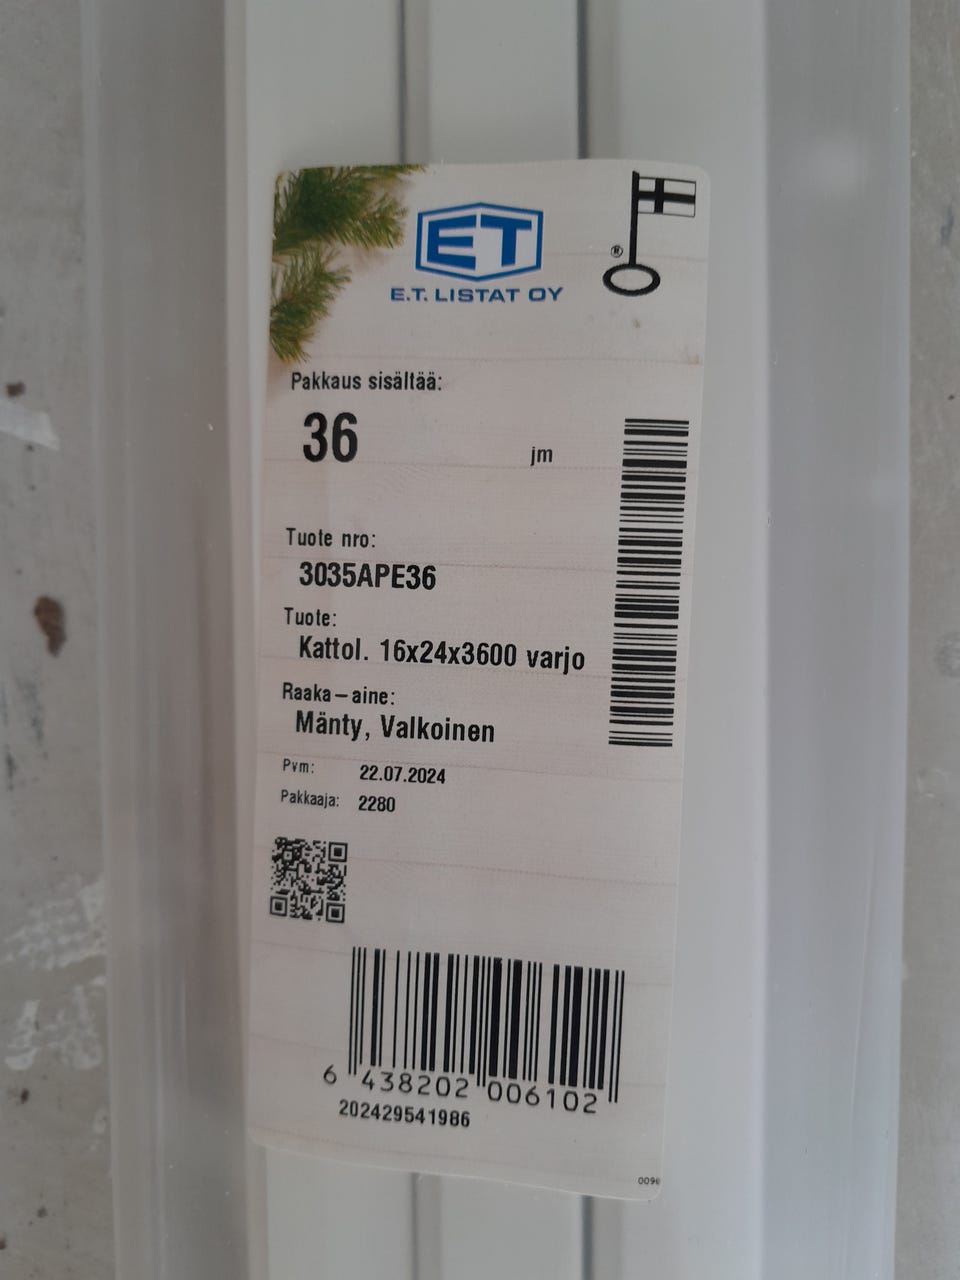 ET
E.T. LISTAT OY
®
Pakkaus sisältää:
36 jm
Tuote nro:
3035APE36
Tuote:
Kattol. 16x24x3600 varjo
Raaka-aine:
Mänty, Valkoinen
Pvm: 22.07.2024
Pakkaaja: 2280
6 438202 006102
202429541986